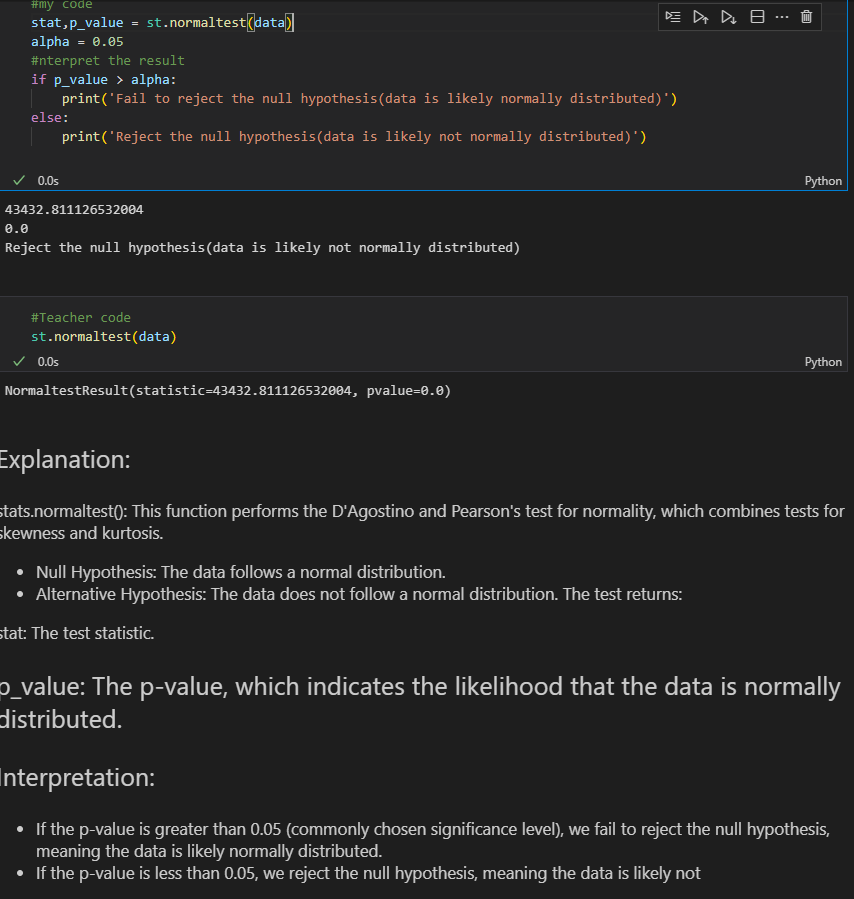 #my code
stat,p_value = st.normaltest(data)
alpha = 0.05
#nterpret the result
if p_value > alpha:
    print('Fail to reject the null hypothesis(data is likely normally distributed)')
else:
    print('Reject the null hypothesis(data is likely not normally distributed)')
0.0s
Python
43432.811126532004
0.0
Reject the null hypothesis(data is likely not normally distributed)
#Teacher code
st.normaltest(data)
0.0s
Python
NormaltestResult(statistic=43432.811126532004, pvalue=0.0)
Explanation:
stats.normaltest(): This function performs the D'Agostino and Pearson's test for normality, which combines tests for
skewness and kurtosis.
• Null Hypothesis: The data follows a normal distribution.
• Alternative Hypothesis: The data does not follow a normal distribution. The test returns:
stat: The test statistic.
p_value: The p-value, which indicates the likelihood that the data is normally
distributed.
Interpretation:
• If the p-value is greater than 0.05 (commonly chosen significance level), we fail to reject the null hypothesis,
meaning the data is likely normally distributed.
• If the p-value is less than 0.05, we reject the null hypothesis, meaning the data is likely not